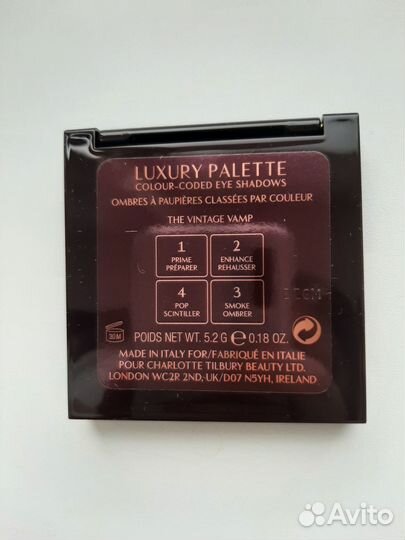 LUXURY PALETTE
COLOUR-CODED EYE SHADOWS
OMBRES À PAUPIÈRES CLASSÉES PAR COULEUR
THE VINTAGE VAMP
1
PRIME
PRÉPARER
2
ENHANCE
REHAUSSER
4
POP
SCINTILLER
3
SMOKE
OMBRER
30M
POIDS NET WT. 5.2 G ℮ 0.18 OZ.
MADE IN ITALY FOR/FABRIQUÉ EN ITALIE
POUR CHARLOTTE TILBURY BEAUTY LTD.
LONDON WC2R 2ND, UK/D07 N5YH, IRELAND
Avito